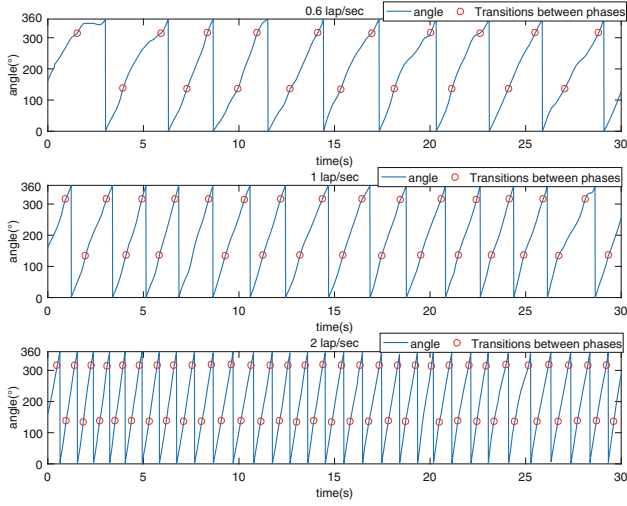 0.6 lap/sec
angle
Transitions between phases
360
300
200
100
0
angle(°)
0 5 10 15 20 25 30
time(s)
1 lap/sec
angle
Transitions between phases
360
300
200
100
0
angle(°)
0 5 10 15 20 25 30
time(s)
2 lap/sec
angle
Transitions between phases
360
300
200
100
0
angle(°)
0 5 10 15 20 25 30
time(s)